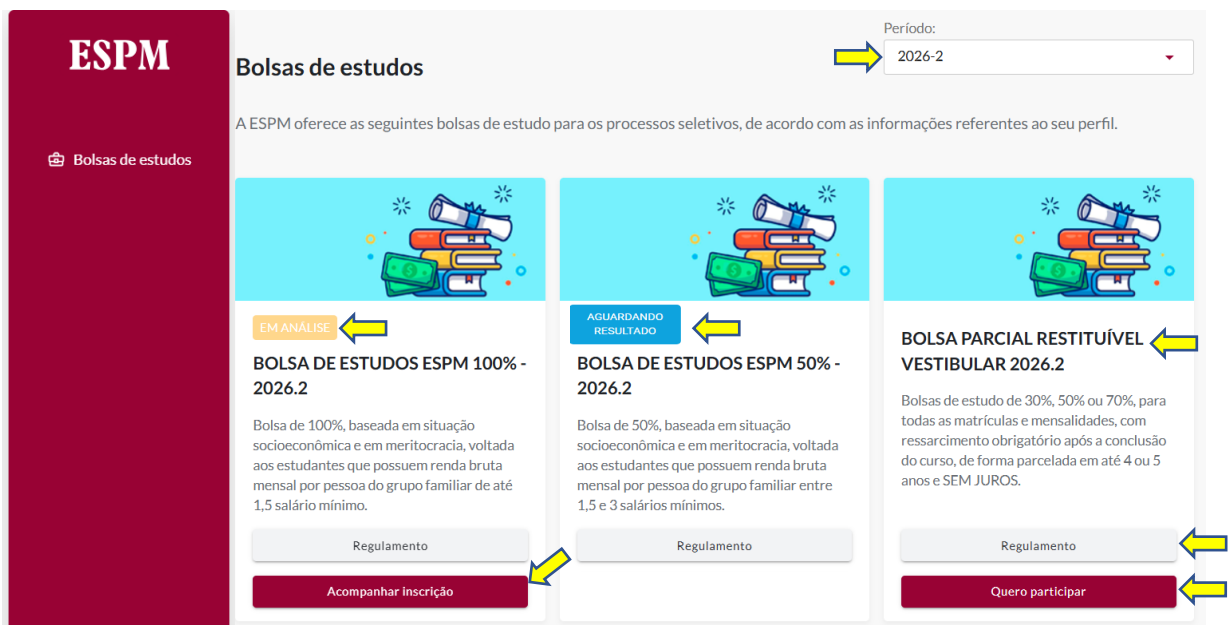 ESPM
Bolsas de estudos
Período:
2026-2
Bolsas de estudos
A ESPM oferece as seguintes bolsas de estudo para os processos seletivos, de acordo com as informações referentes ao seu perfil.
EM ANÁLISE
BOLSA DE ESTUDOS ESPM 100% -
2026.2
Bolsa de 100%, baseada em situação
socioeconômica e em meritocracia, voltada
aos estudantes que possuem renda bruta
mensal por pessoa do grupo familiar de até
1,5 salário mínimo.
Regulamento
Acompanhar inscrição
AGUARDANDO
RESULTADO
BOLSA DE ESTUDOS ESPM 50% -
2026.2
Bolsa de 50%, baseada em situação
socioeconômica e em meritocracia, voltada
aos estudantes que possuem renda bruta
mensal por pessoa do grupo familiar entre
1,5 e 3 salários mínimos.
Regulamento
BOLSA PARCIAL RESTITUÍVEL
VESTIBULAR 2026.2
Bolsas de estudo de 30%, 50% ou 70%, para
todas as matrículas e mensalidades, com
ressarcimento obrigatório após a conclusão
do curso, de forma parcelada em até 4 ou 5
anos e SEM JUROS.
Regulamento
Quero participar